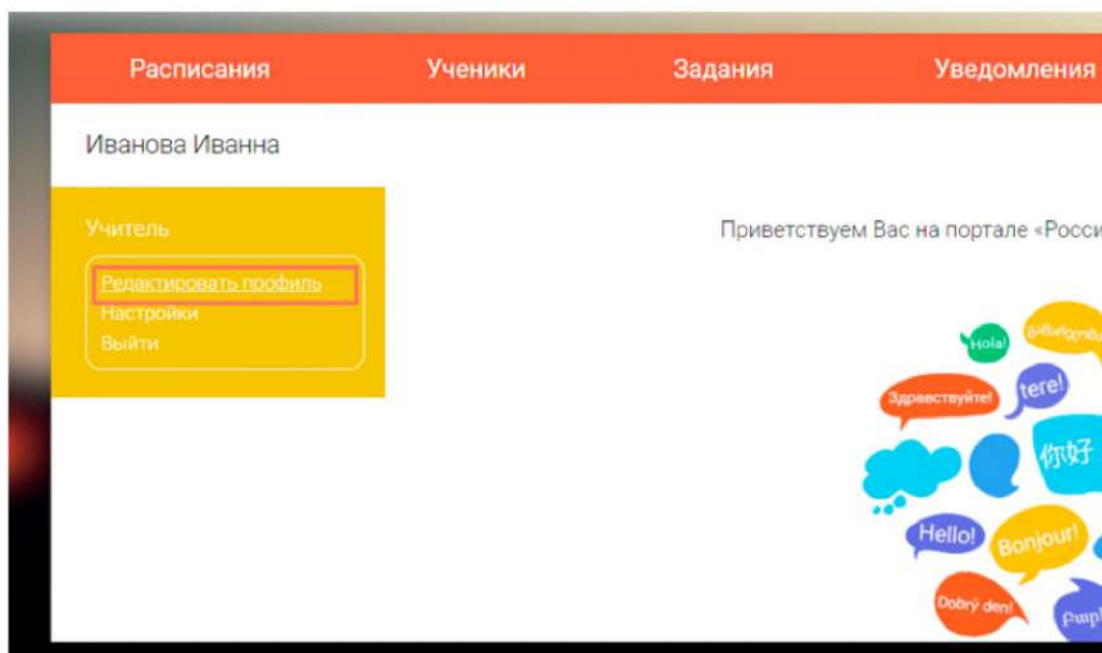 Расписания Ученики Задания Уведомления
Иванова Иванна
Учитель
Приветствуем Вас на портале «Росси
Редактировать профиль
Настройки
Выйти
Hola!
Здравствуйте!
tere!
你好
Hello!
Bonjour!
Dobrý den!